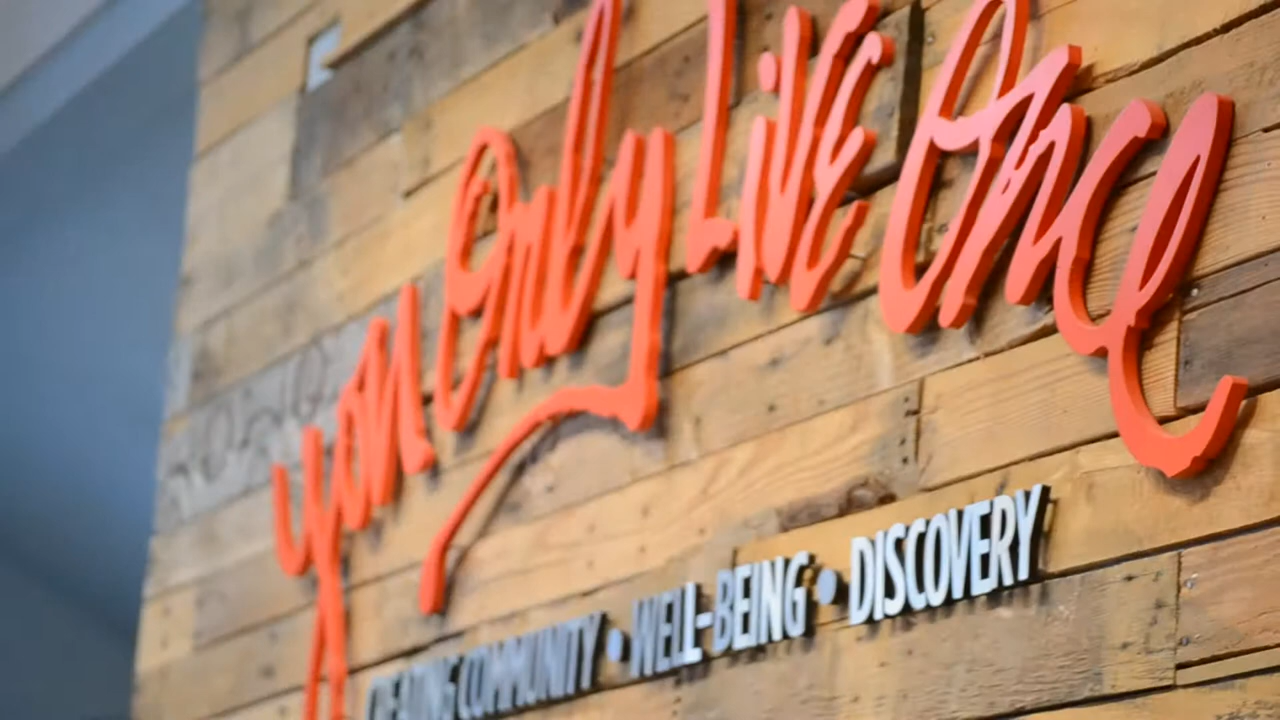 you Only Live Once
CREATING COMMUNITY • WELL-BEING • DISCOVERY